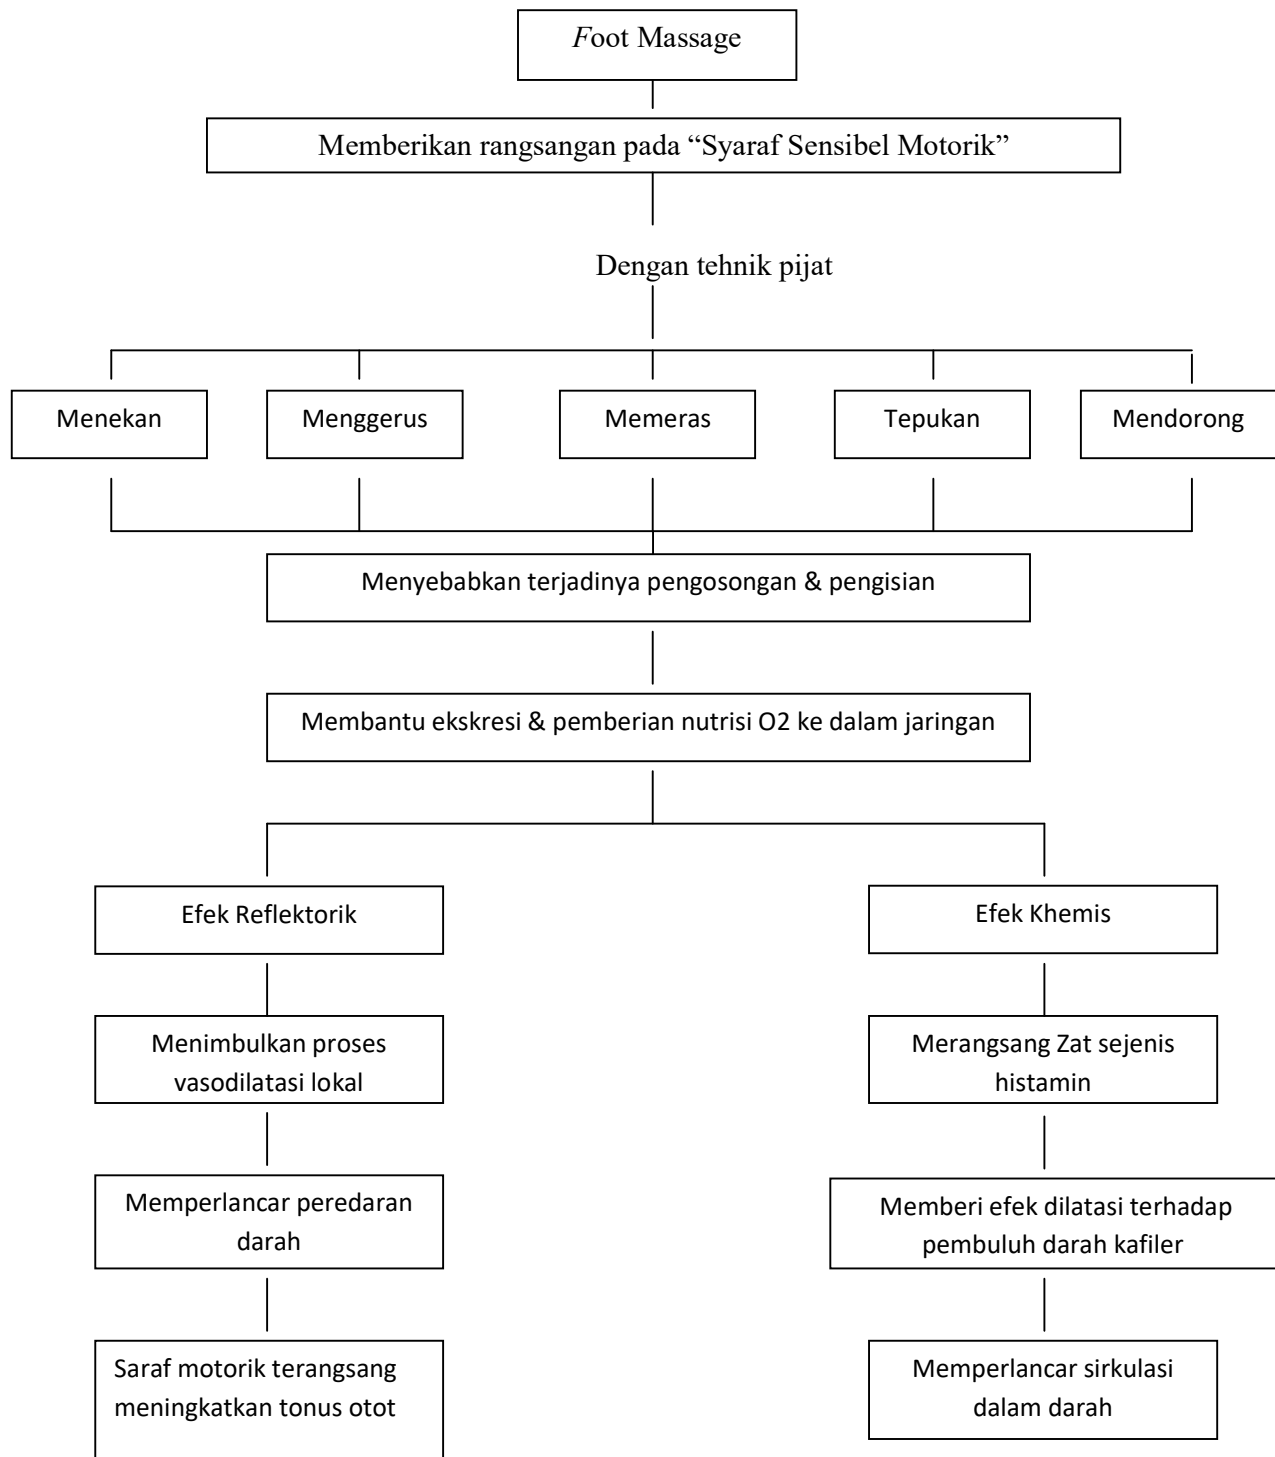 Foot Massage
Memberikan rangsangan pada “Syaraf Sensibel Motorik”
Dengan tehnik pijat
Menekan
Menggerus
Memeras
Tepukan
Mendorong
Menyebabkan terjadinya pengosongan & pengisian
Membantu ekskresi & pemberian nutrisi O2 ke dalam jaringan
Efek Reflektorik
Efek Khemis
Menimbulkan proses
vasodilatasi lokal
Merangsang Zat sejenis
histamin
Memperlancar peredaran
darah
Memberi efek dilatasi terhadap
pembuluh darah kafiler
Saraf motorik terangsang
meningkatkan tonus otot
Memperlancar sirkulasi
dalam darah